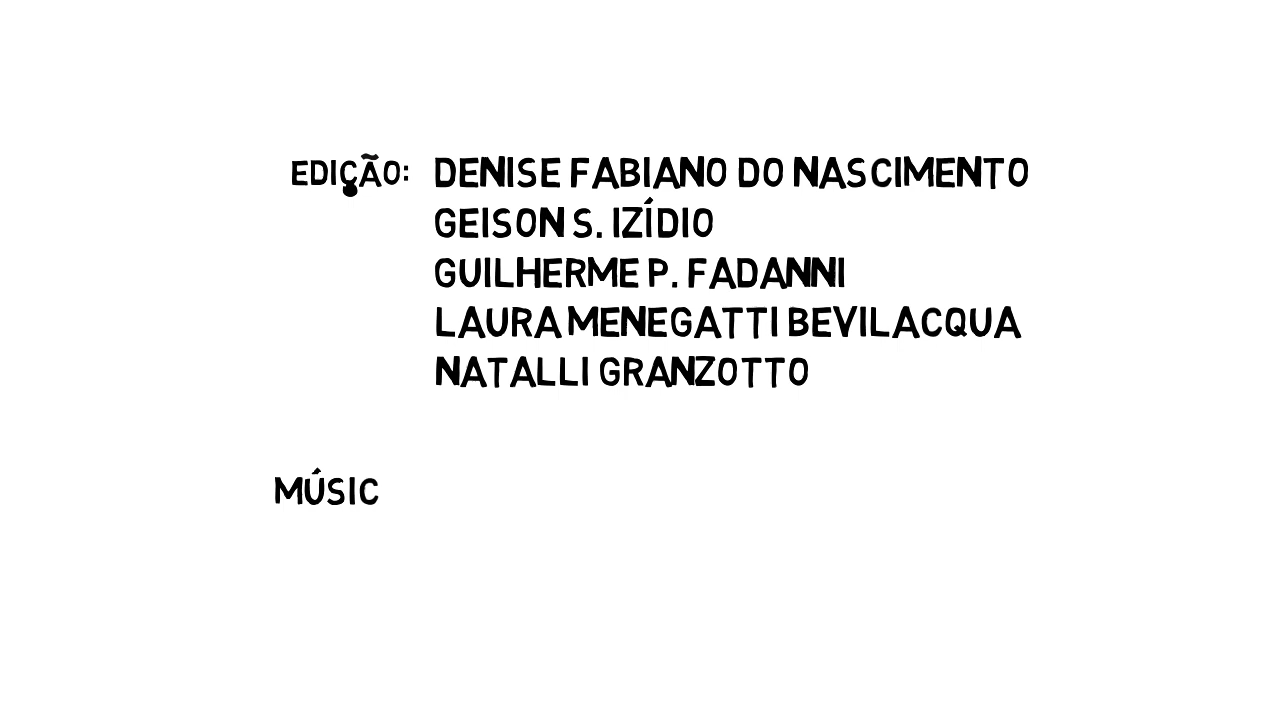 EDIÇÃO: DENISE FABIANO DO NASCIMENTO
GEISON S. IZÍDIO
GUILHERME P. FADANNI
LAURA MENEGATTI BEVILACQUA
NATALLI GRANZOTTO
MÚSIC